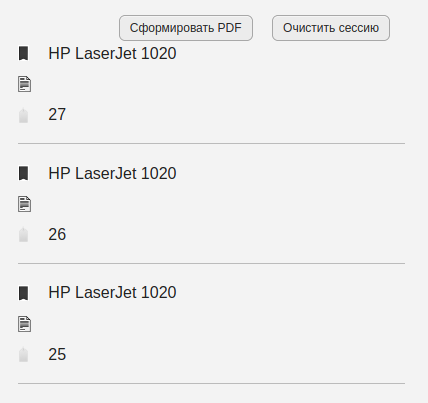 Сформировать PDF Очистить сессию
HP LaserJet 1020
27
HP LaserJet 1020
26
HP LaserJet 1020
25